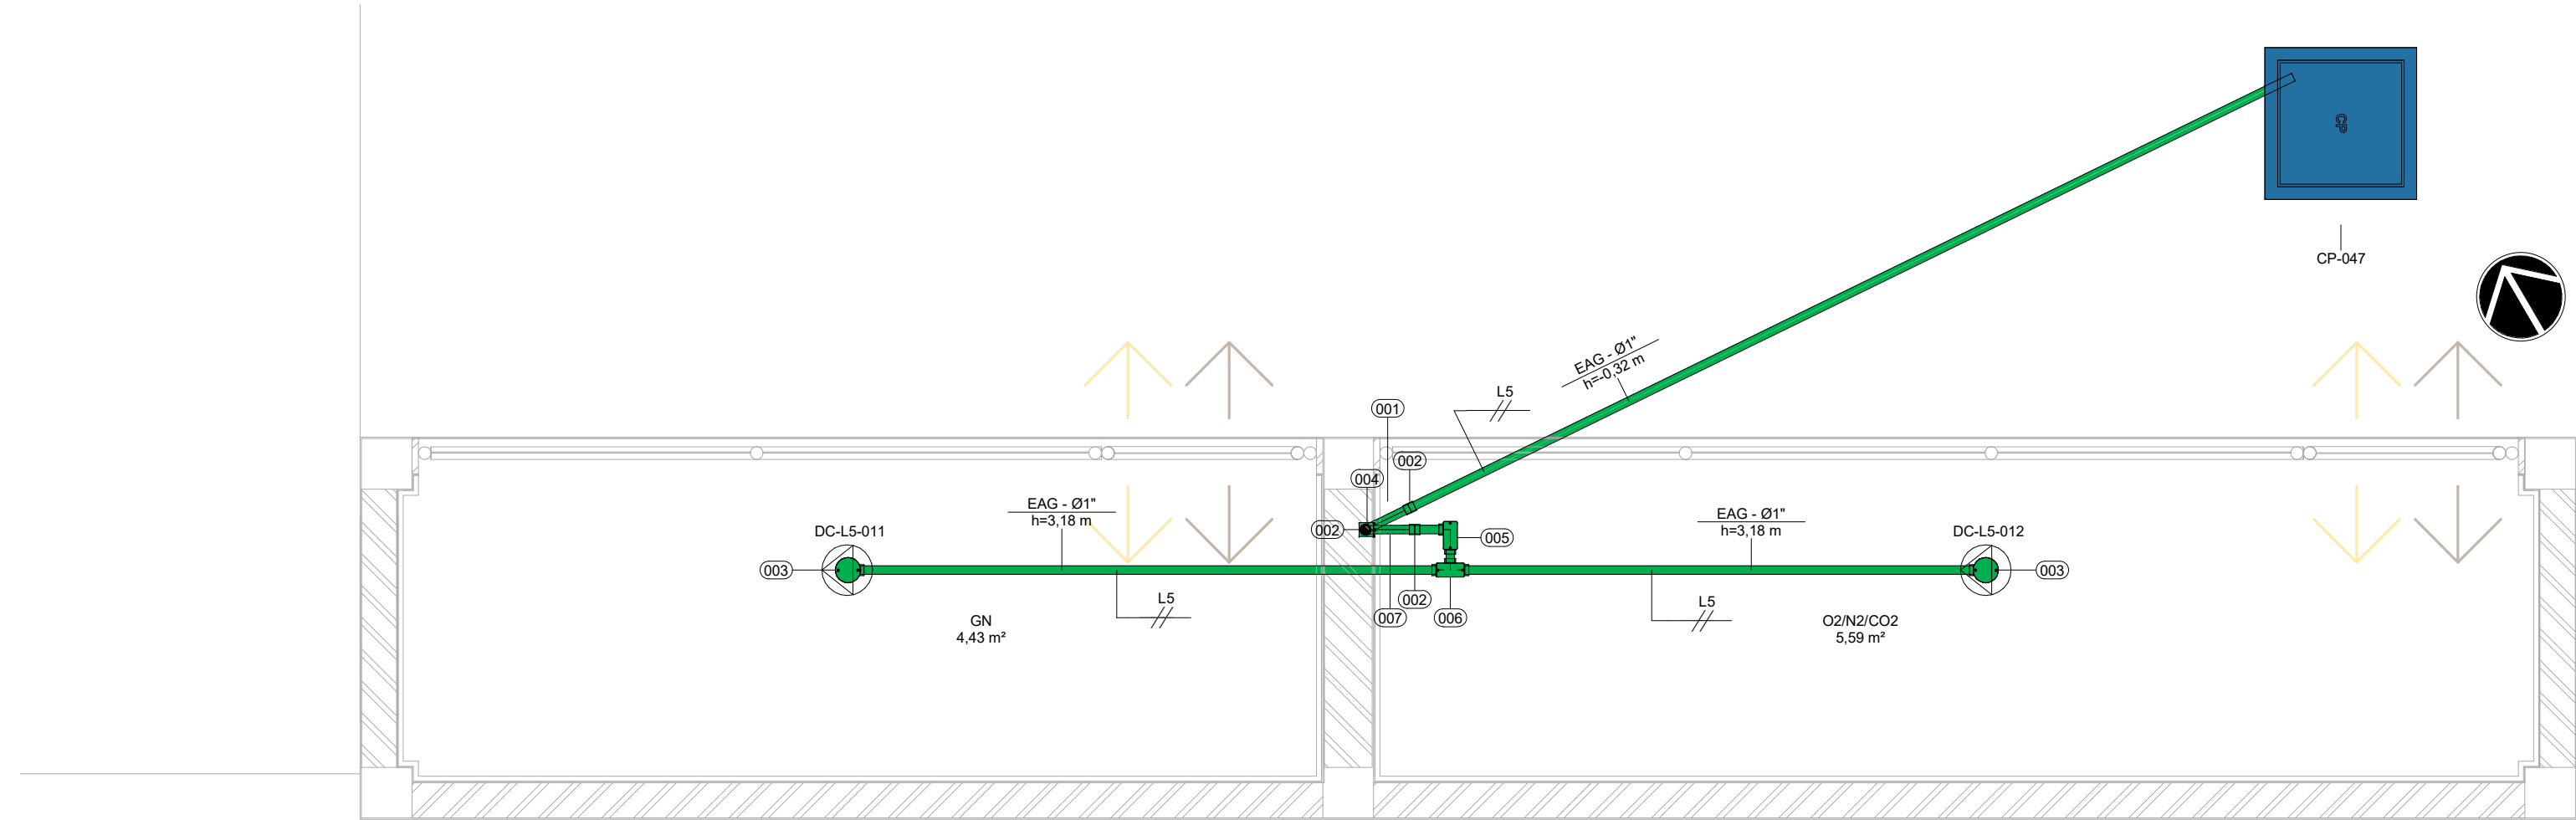 CP
CP-047
EAG - Ø1"
h=-0,32 m
L5
001
002
004
EAG - Ø1"
h=3,18 m
EAG - Ø1"
h=3,18 m
DC-L5-011
002
005
DC-L5-012
003
003
L5
002
L5
007
006
GN
4,43 m²
O2/N2/CO2
5,59 m²